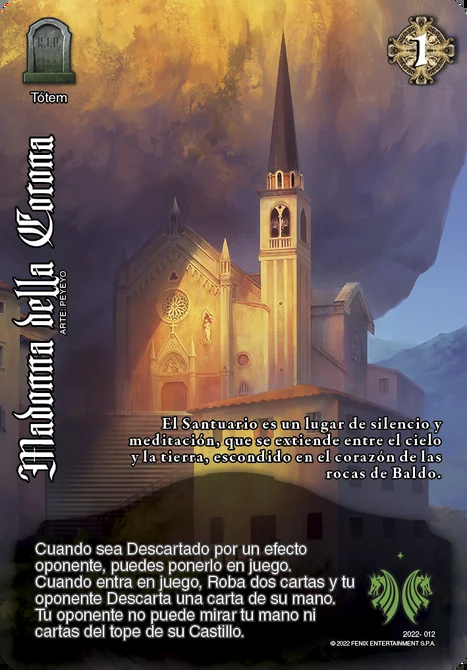 R.I.P
1
Tótem
Madonna della Corona
ARTE: PEYEYO
El Santuario es un lugar de silencio y
meditación, que se extiende entre el cielo
y la tierra, escondido en el corazón de las
rocas de Baldo.
Cuando sea Descartado por un efecto
oponente, puedes ponerlo en juego.
Cuando entra en juego, Roba dos cartas y tu
oponente Descarta una carta de su mano.
Tu oponente no puede mirar tu mano ni
cartas del tope de su Castillo.
2022- 012
© 2022 FENIX ENTERTAINMENT S.P.A.